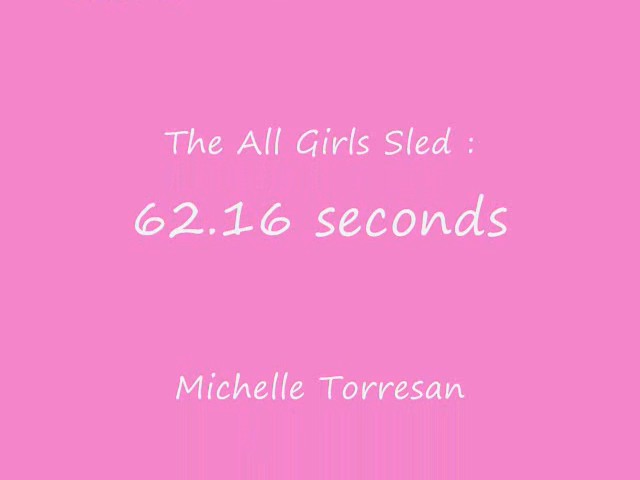 The All Girls Sled :
62.16 seconds
Michelle Torresan